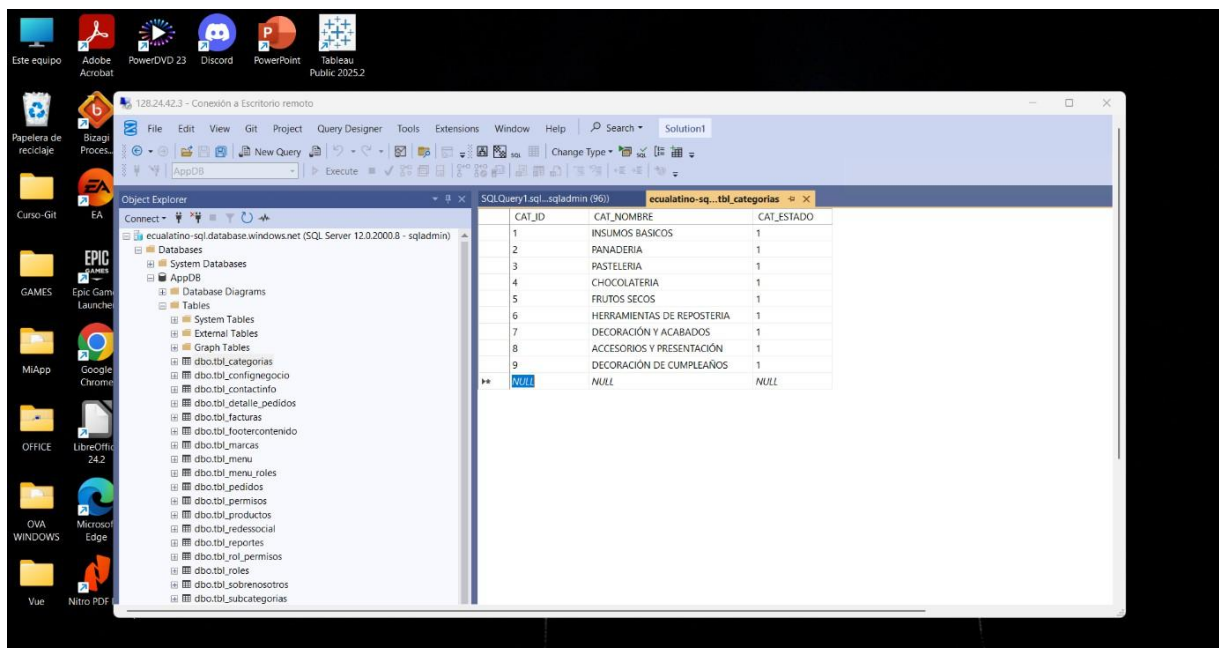 Este equipo
Adobe Acrobat
PowerDVD 23
Discord
PowerPoint
Tableau Public 2025.2
Papelera de reciclaje
Bizagi Proces...
Curso-Git
EA
GAMES
Epic Gam
Launche
MiApp
Google Chrome
OFFICE
LibreOffic
24.2
OVA WINDOWS
Microsof
Edge
Vue
Nitro PDF
128.24.42.3 - Conexión a Escritorio remoto
File Edit View Git Project Query Designer Tools Extensions Window Help Search Solution1
New Query Change Type
AppDB Execute
Object Explorer
Connect
ecualatino-sql.database.windows.net (SQL Server 12.0.2000.8 - sqladmin)
Databases
System Databases
AppDB
Database Diagrams
Tables
System Tables
External Tables
Graph Tables
dbo.tbl_categorias
dbo.tbl_confignegocio
dbo.tbl_contactinfo
dbo.tbl_detalle_pedidos
dbo.tbl_facturas
dbo.tbl_footercontenido
dbo.tbl_marcas
dbo.tbl_menu
dbo.tbl_menu_roles
dbo.tbl_pedidos
dbo.tbl_permisos
dbo.tbl_productos
dbo.tbl_redessocial
dbo.tbl_reportes
dbo.tbl_rol_permisos
dbo.tbl_roles
dbo.tbl_sobrenosotros
dbo.tbl_subcategorias
SQLQuery1.sql...sqladmin (96)) ecualatino-sq...tbl_categorias
CAT_ID CAT_NOMBRE CAT_ESTADO
1 INSUMOS BASICOS 1
2 PANADERIA 1
3 PASTELERIA 1
4 CHOCOLATERIA 1
5 FRUTOS SECOS 1
6 HERRAMIENTAS DE REPOSTERIA 1
7 DECORACIÓN Y ACABADOS 1
8 ACCESORIOS Y PRESENTACIÓN 1
9 DECORACIÓN DE CUMPLEAÑOS 1
NULL NULL NULL